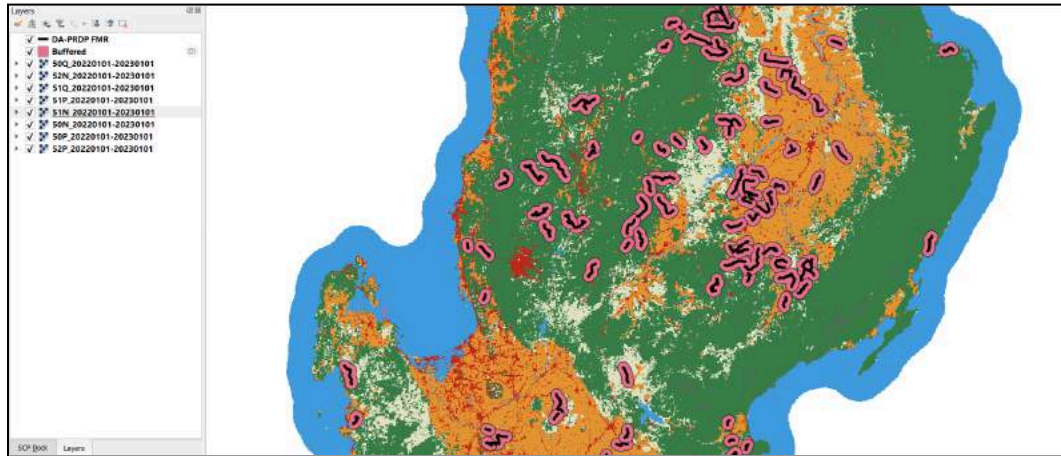 Layers
DA-PRDP FMR
Buffered
50Q_20220101-20230101
52N_20220101-20230101
51Q_20220101-20230101
51P_20220101-20230101
51N_20220101-20230101
50N_20220101-20230101
50P_20220101-20230101
52P_20220101-20230101
SCP Dock Layers